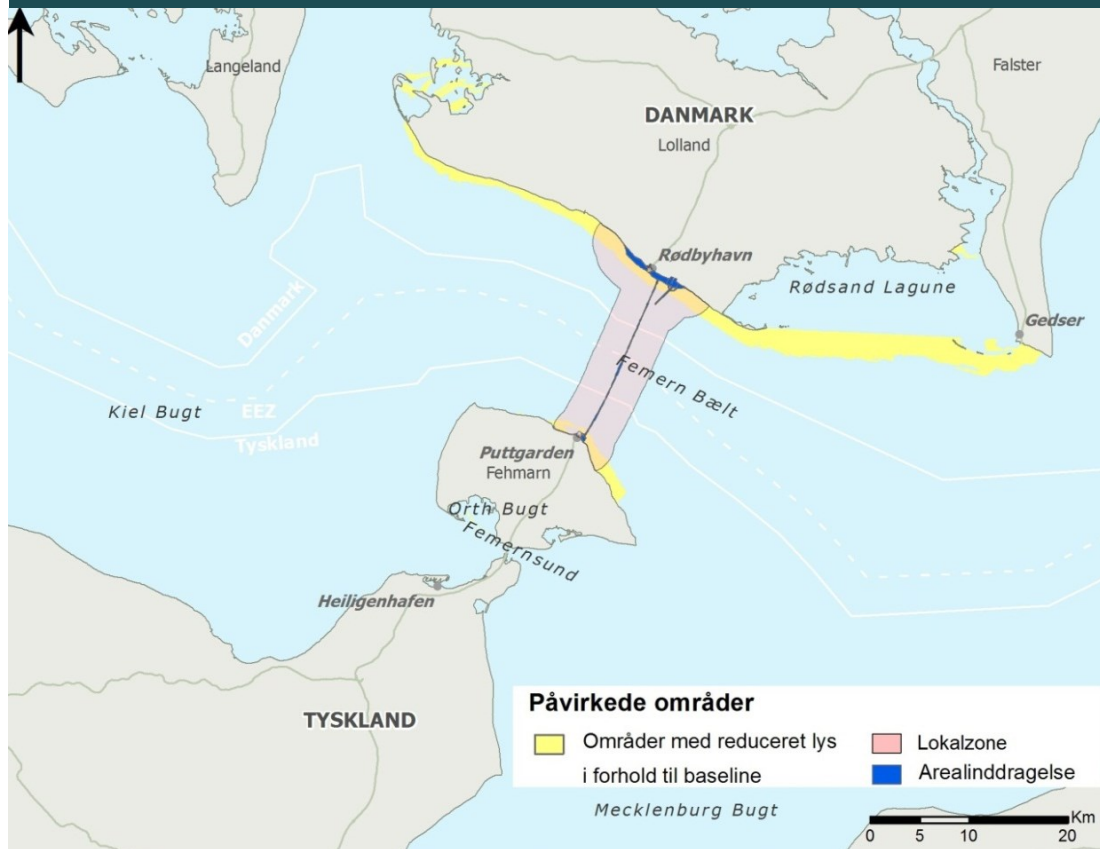 Langeland
Falster
DANMARK
Lolland
Rødbyhavn
Rødsand Lagune
Gedser
Danmark
Femern Bælt
Kiel Bugt
EEZ
Tyskland
Puttgarden
Fehmarn
Orth Bugt
Femernsund
Heiligenhafen
TYSKLAND
Påvirkede områder
Områder med reduceret lys
i forhold til baseline
Lokalzone
Arealinddragelse
Mecklenburg Bugt
Km
0 5 10 20